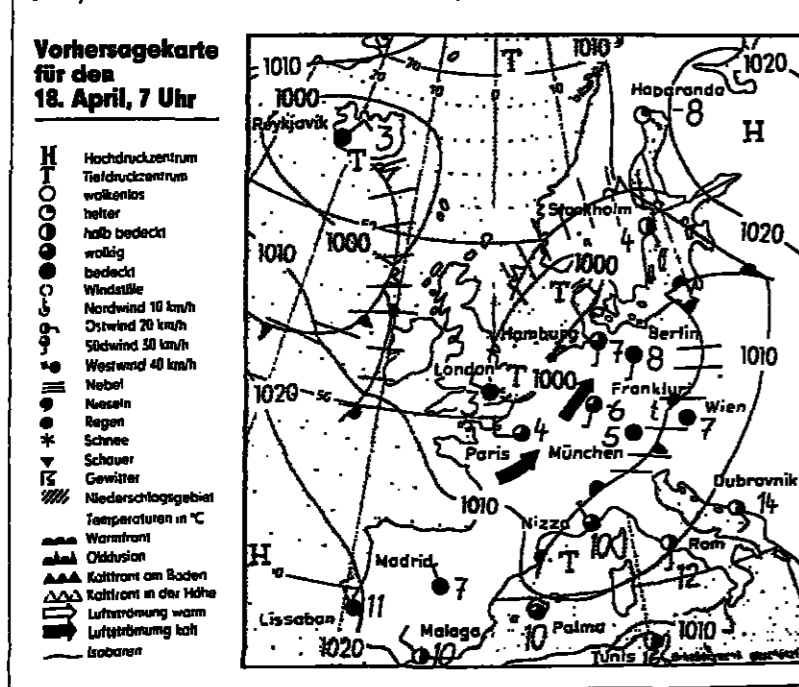 Vorhersagekarte
für den
18. April, 7 Uhr
H Hochdruckzentrum
T Tiefdruckzentrum
wolkenlos
heiter
halb bedeckt
wolkig
bedeckt
Windstille
Nordwind 10 km/h
Ostwind 20 km/h
Südwind 30 km/h
Westwind 40 km/h
Nebel
Nieseln
Regen
Schnee
Schauer
Gewitter
Niederschlagsgebiet
Temperaturen in °C
Warmfront
Okklusion
Kaltfront am Boden
Kaltfront in der Höhe
Luftströmung warm
Luftströmung kalt
Isobaren
1010
T
1010
1020
1000
Haparanda
-8
H
Reykjavik
3
T
Stockholm
4
1020
1010
1000
1000
T
Hamburg
7
Berlin
8
1010
London
3
T
1000
Frankfurt
6
1020
Wien
7
Paris
4
München
5
1010
Dubrovnik
14
Nizza
10
H
Madrid
7
T
Rom
12
Lissabon
11
1020
Malaga
10
Palma
10
1010
Tunis
16